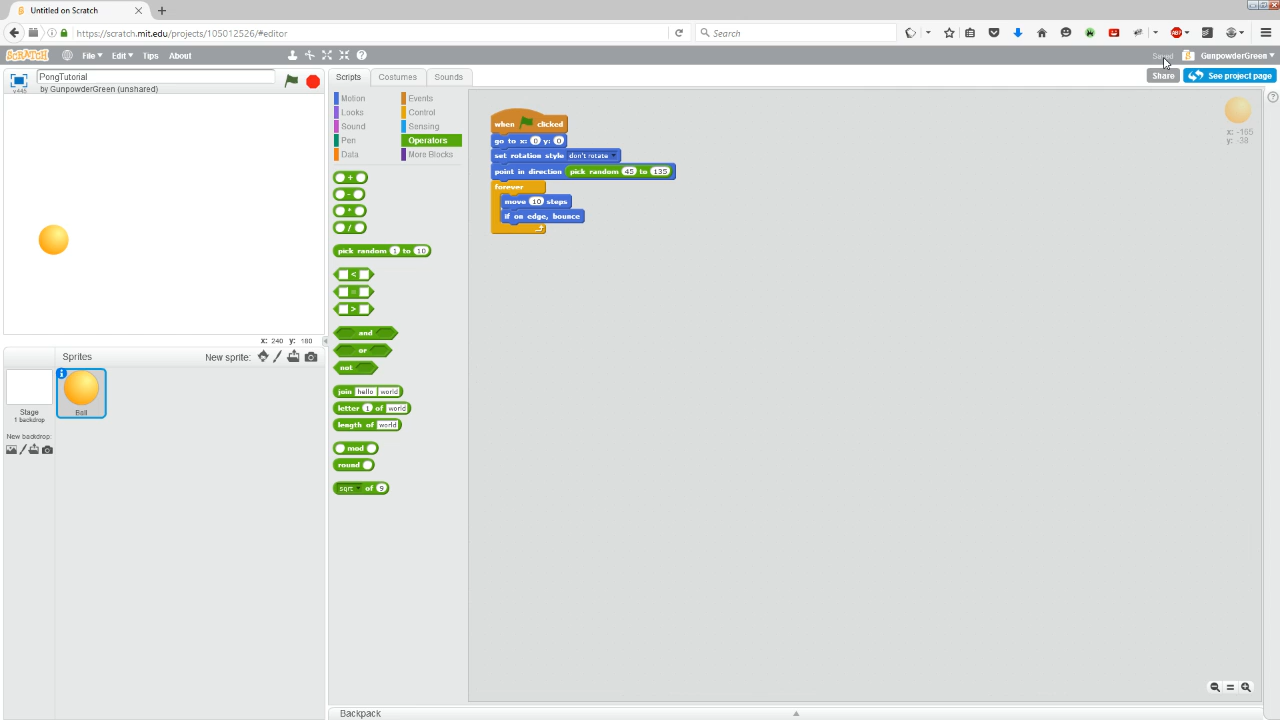 Untitled on Scratch
https://scratch.mit.edu/projects/105012526/#editor
Search
SCRATCH
File
Edit
Tips
About
Saved
GunpowderGreen
PongTutorial
by GunpowderGreen (unshared)
v445
Scripts
Costumes
Sounds
Share
See project page
Motion
Events
Looks
Control
Sound
Sensing
Pen
Operators
Data
More Blocks
when clicked
go to x: 0 y: 0
set rotation style don't rotate
point in direction pick random 45 to 135
forever
move 10 steps
if on edge, bounce
x: -165
y: -38
+
-
*
/
pick random 1 to 10
<
=
>
and
or
not
join hello world
letter 1 of world
length of world
mod
round
sqrt of 9
X: 240 y: 180
Sprites
New sprite:
Stage
1 backdrop
Ball
New backdrop:
Backpack